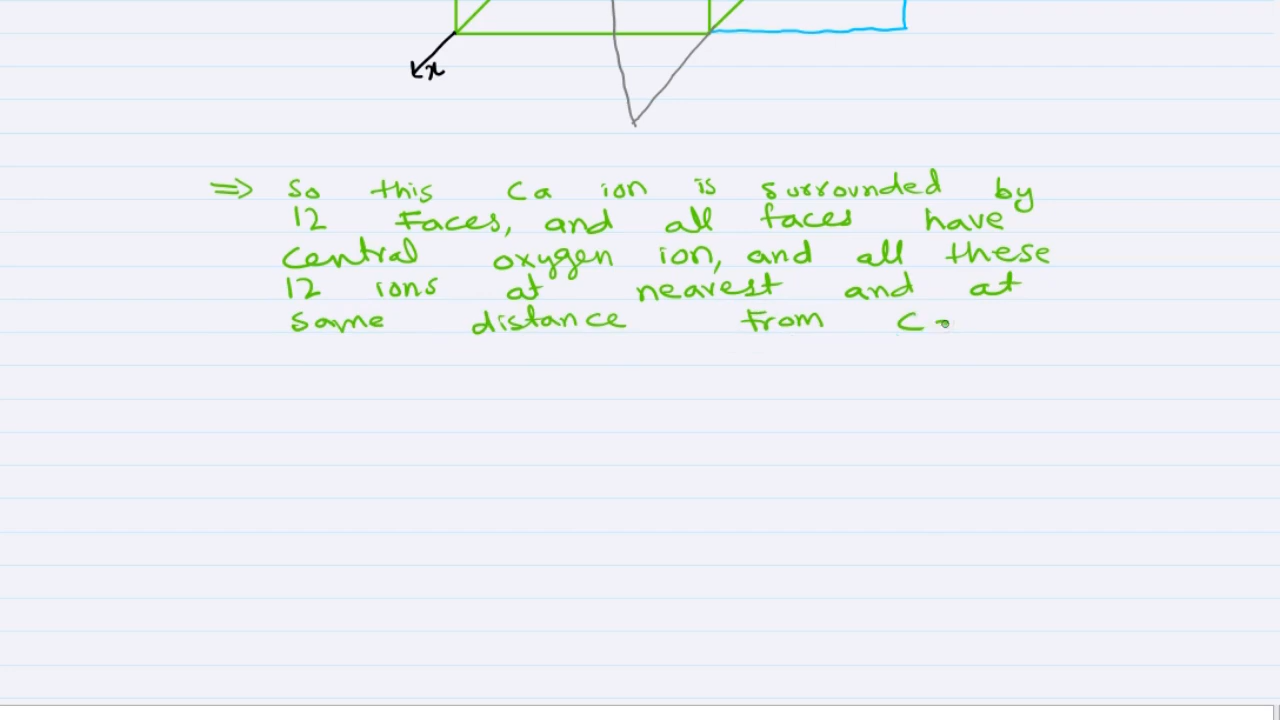 x
⇒ So this Ca ion is surrounded by
12 Faces, and all faces have
central oxygen ion, and all these
12 ions at nearest and at
same distance from C